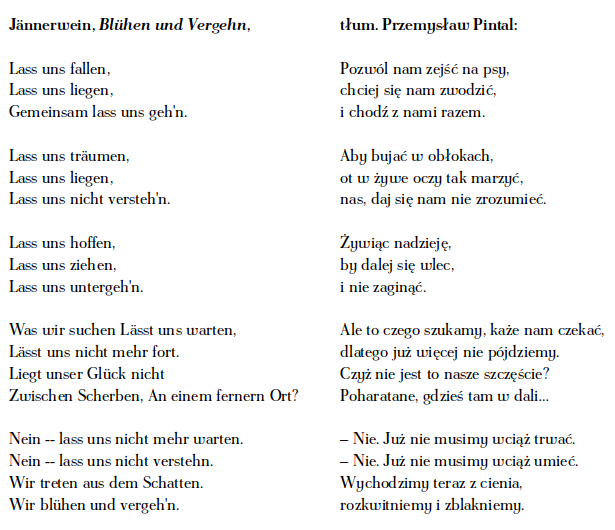 Jännerwein, Blühen und Vergehn,
Lass uns fallen,
Lass uns liegen,
Gemeinsam lass uns geh'n.
Lass uns träumen,
Lass uns liegen,
Lass uns nicht versteh'n.
Lass uns hoffen,
Lass uns ziehen,
Lass uns untergeh'n.
Was wir suchen Lässt uns warten,
Lässt uns nicht mehr fort.
Liegt unser Glück nicht
Zwischen Scherben, An einem fernern Ort?
Nein -- lass uns nicht mehr warten.
Nein -- lass uns nicht verstehn.
Wir treten aus dem Schatten.
Wir blühen und vergeh'n.
tłum. Przemysław Pintal:
Pozwól nam zejść na psy,
chciej się nam zwodzić,
i chodź z nami razem.
Aby bujać w obłokach,
ot w żywe oczy tak marzyć,
nas, daj się nam nie zrozumieć.
Żywiąc nadzieję,
by dalej się wlec,
i nie zaginąć.
Ale to czego szukamy, każe nam czekać,
dlatego już więcej nie pójdziemy.
Czyż nie jest to nasze szczęście?
Poharatane, gdzieś tam w dali...
– Nie. Już nie musimy wciąż trwać.
– Nie. Już nie musimy wciąż umieć.
Wychodzimy teraz z cienia,
rozkwitniemy i zblakniemy.